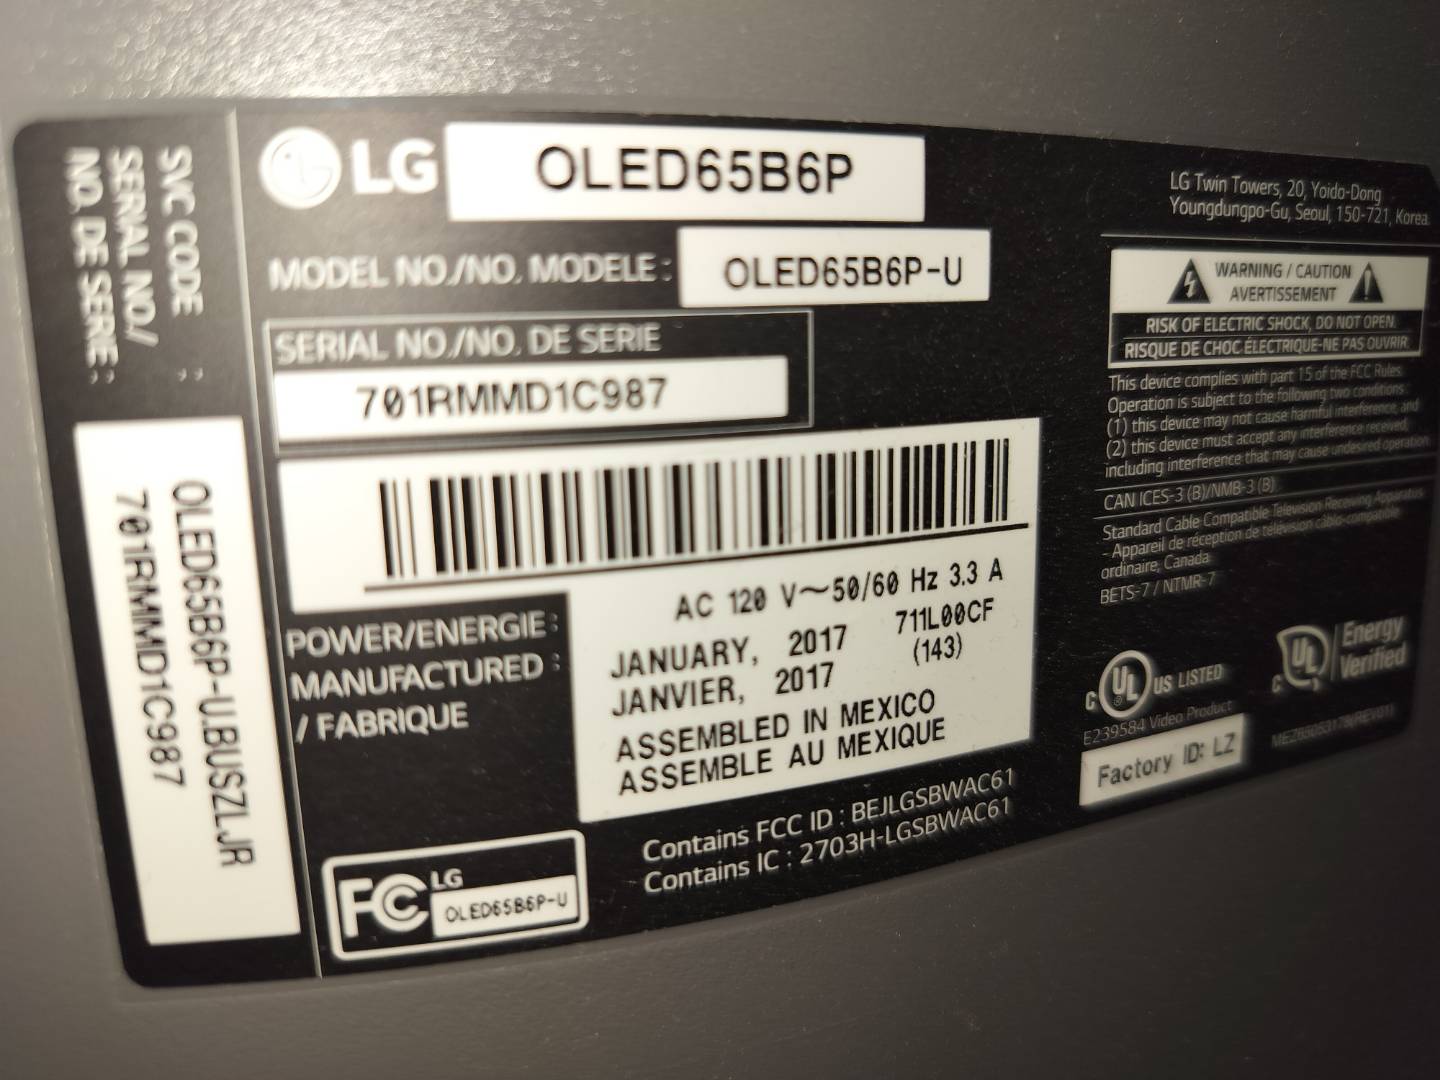 SVC CODE :
SERIAL NO./ :
NO. DE SERIE :
OLED65B6P-U.BUSZLJR
701RMMD1C987
LG OLED65B6P
MODEL NO./NO. MODELE : OLED65B6P-U
SERIAL NO./NO. DE SERIE
701RMMD1C987
POWER/ENERGIE : AC 120 V~50/60 Hz 3.3 A
MANUFACTURED : JANUARY, 2017 711L00CF
/ FABRIQUE JANVIER, 2017 (143)
ASSEMBLED IN MEXICO
ASSEMBLE AU MEXIQUE
FC LG
OLED65B6P-U
Contains FCC ID : BEJLGSBWAC61
Contains IC : 2703H-LGSBWAC61
LG Twin Towers, 20, Yoido-Dong
Youngdungpo-Gu, Seoul, 150-721, Korea
WARNING / CAUTION
AVERTISSEMENT
RISK OF ELECTRIC SHOCK, DO NOT OPEN.
RISQUE DE CHOC ÉLECTRIQUE-NE PAS OUVRIR.
This device complies with part 15 of the FCC Rules.
Operation is subject to the following two conditions:
(1) this device may not cause harmful interference, and
(2) this device must accept any interference received,
including interference that may cause undesired operation
CAN ICES-3 (B)/NMB-3 (B)
Standard Cable Compatible Television Receiving Apparatus
- Appareil de réception de télévision câblo-compatible
ordinaire, Canada
BETS-7 / NTMR-7
c UL US LISTED
E239584 Video Product
UL Energy
Verified
Factory ID: LZ